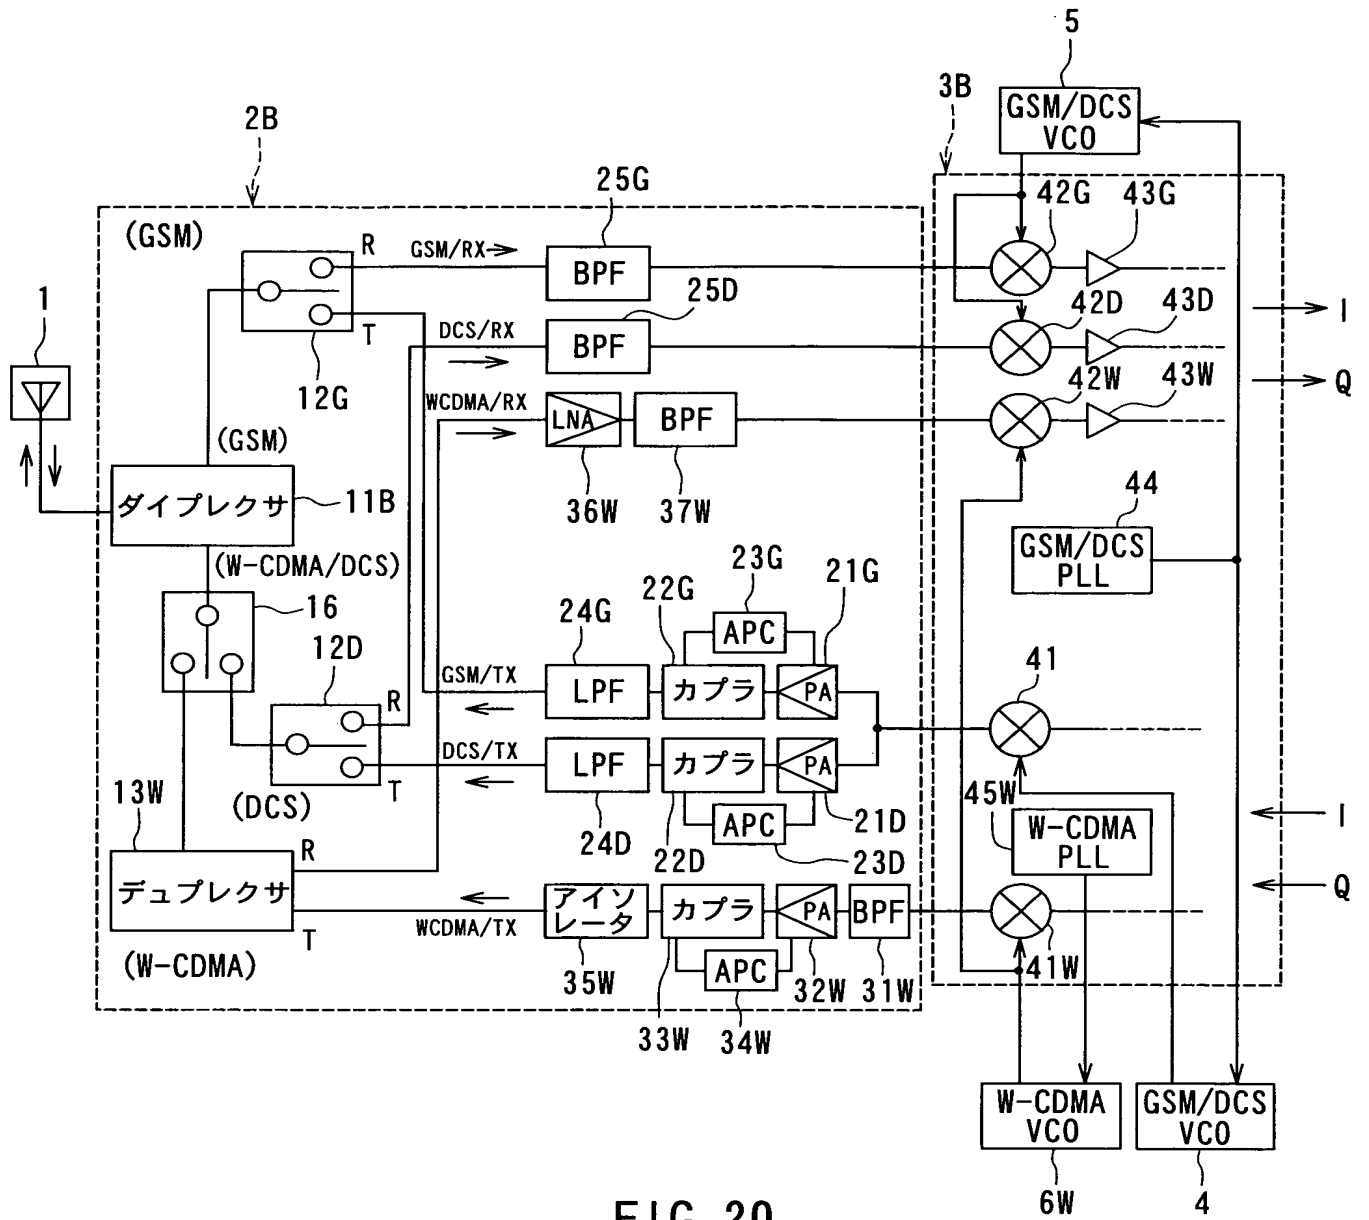 5
GSM/DCS
VCO
3B
2B
25G
42G
43G
(GSM)
R
GSM/RX
BPF
25D
42D
43D
I
1
T
DCS/RX
BPF
12G
42W
43W
Q
WCDMA/RX
LNA
BPF
(GSM)
36W
37W
ダイプレクサ
11B
44
GSM/DCS
PLL
(W-CDMA/DCS)
16
23G
21G
22G
24G
APC
12D
41
GSM/TX
LPF
カプラ
PA
R
DCS/TX
LPF
カプラ
PA
T
(DCS)
13W
45W
24D
22D
APC
21D
23D
W-CDMA
PLL
I
R
デュプレクサ
アイソ
レータ
カプラ
PA
BPF
Q
WCDMA/TX
T
(W-CDMA)
35W
APC
32W
31W
41W
33W
34W
W-CDMA
VCO
GSM/DCS
VCO
6W
4
FIG.20